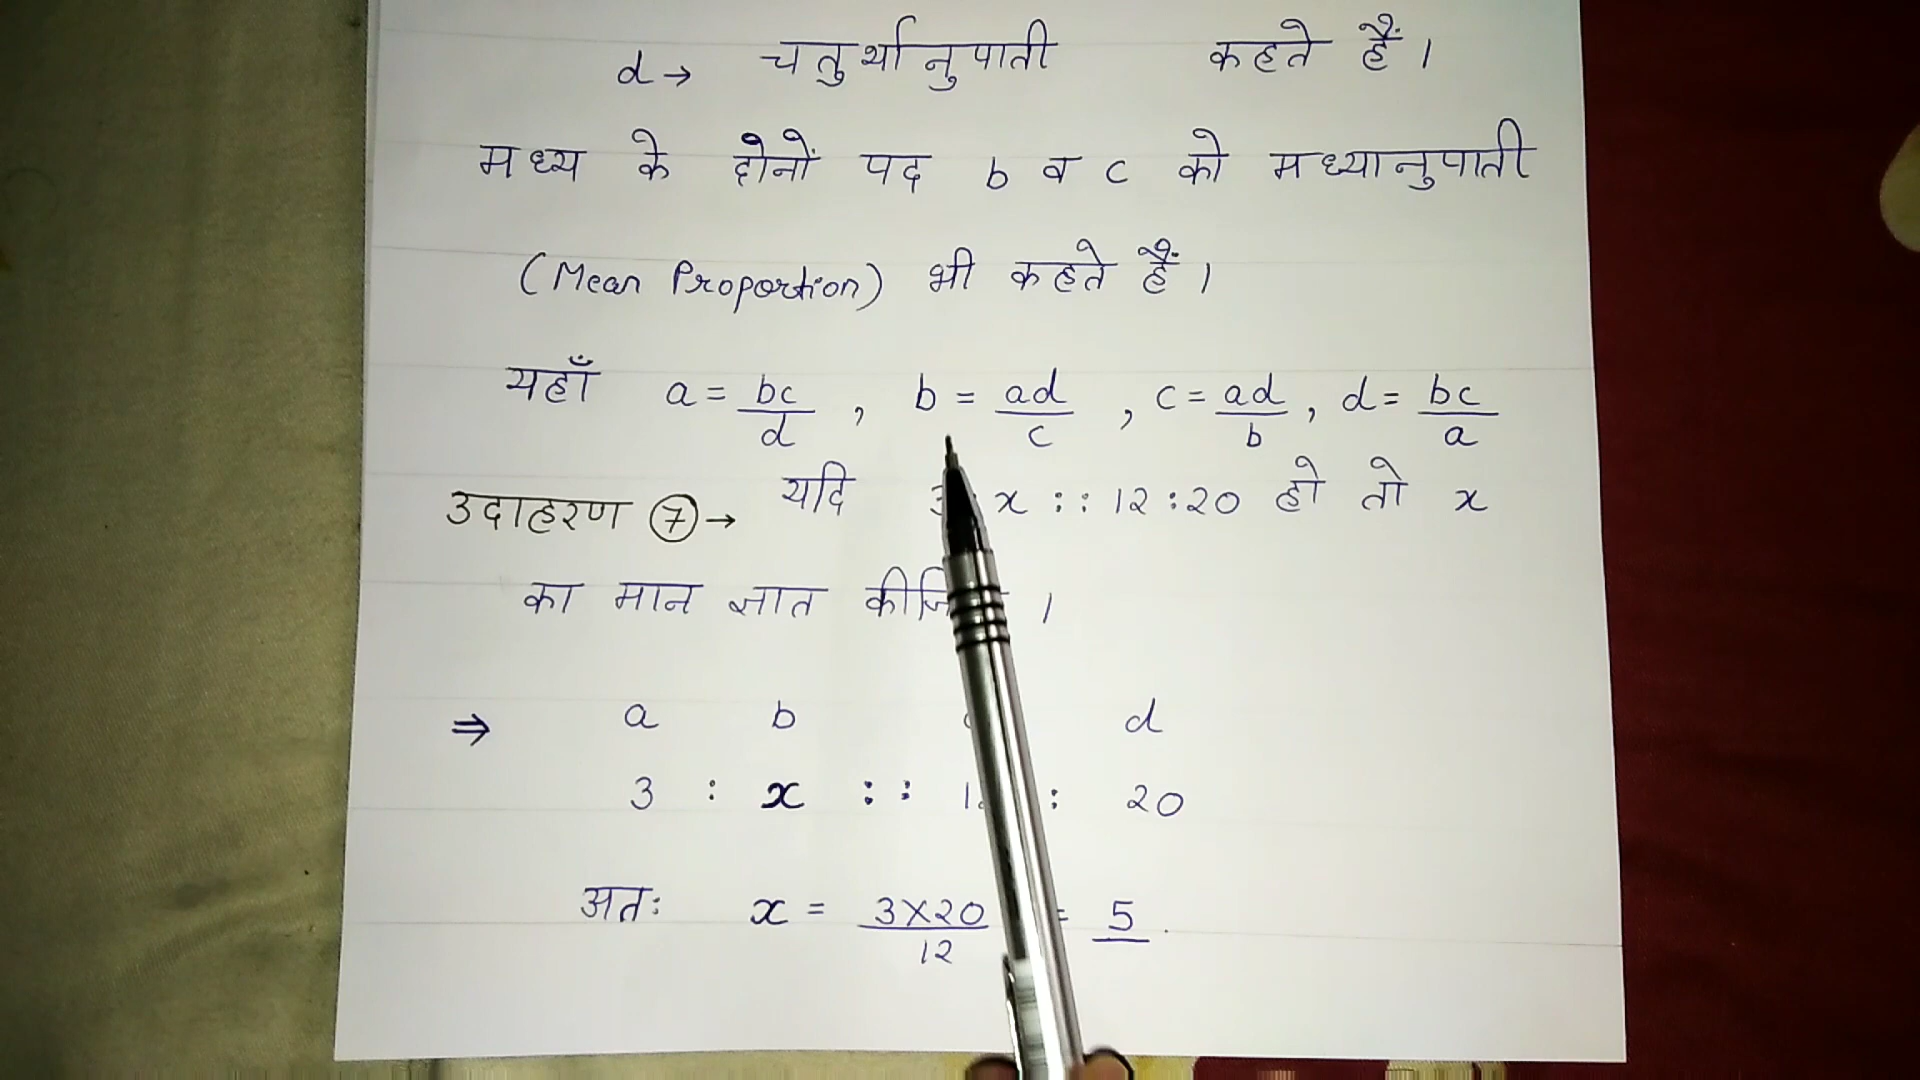 d → चतुर्थानुपाती कहते हैं ।
मध्य के दोनों पद b व c को मध्यानुपाती
(Mean Proportion) भी कहते हैं ।
यहाँ a = bc/d , b = ad/c , c = ad/b , d = bc/a
उदाहरण ⑦ → यदि 3 x : : 12 : 20 हो तो x
का मान ज्ञात ।
⇒ a b d
3 : x : : : 20
अतः x = 3×20/12 = 5